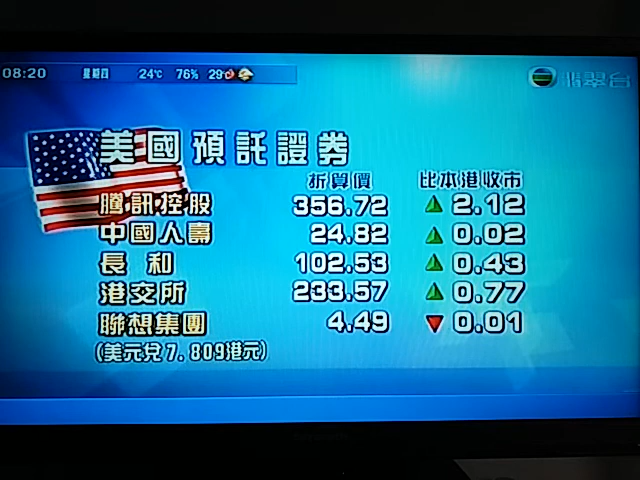 08:20 星期四 24℃ 76% 29℃ 翡翠台
美國預託證券
折算價 比本港收市
騰訊控股 356.72 ▲ 2.12
中國人壽 24.82 ▲ 0.02
長和 102.53 ▲ 0.43
港交所 233.57 ▲ 0.77
聯想集團 4.49 ▼ 0.01
(美元兌7.809港元)